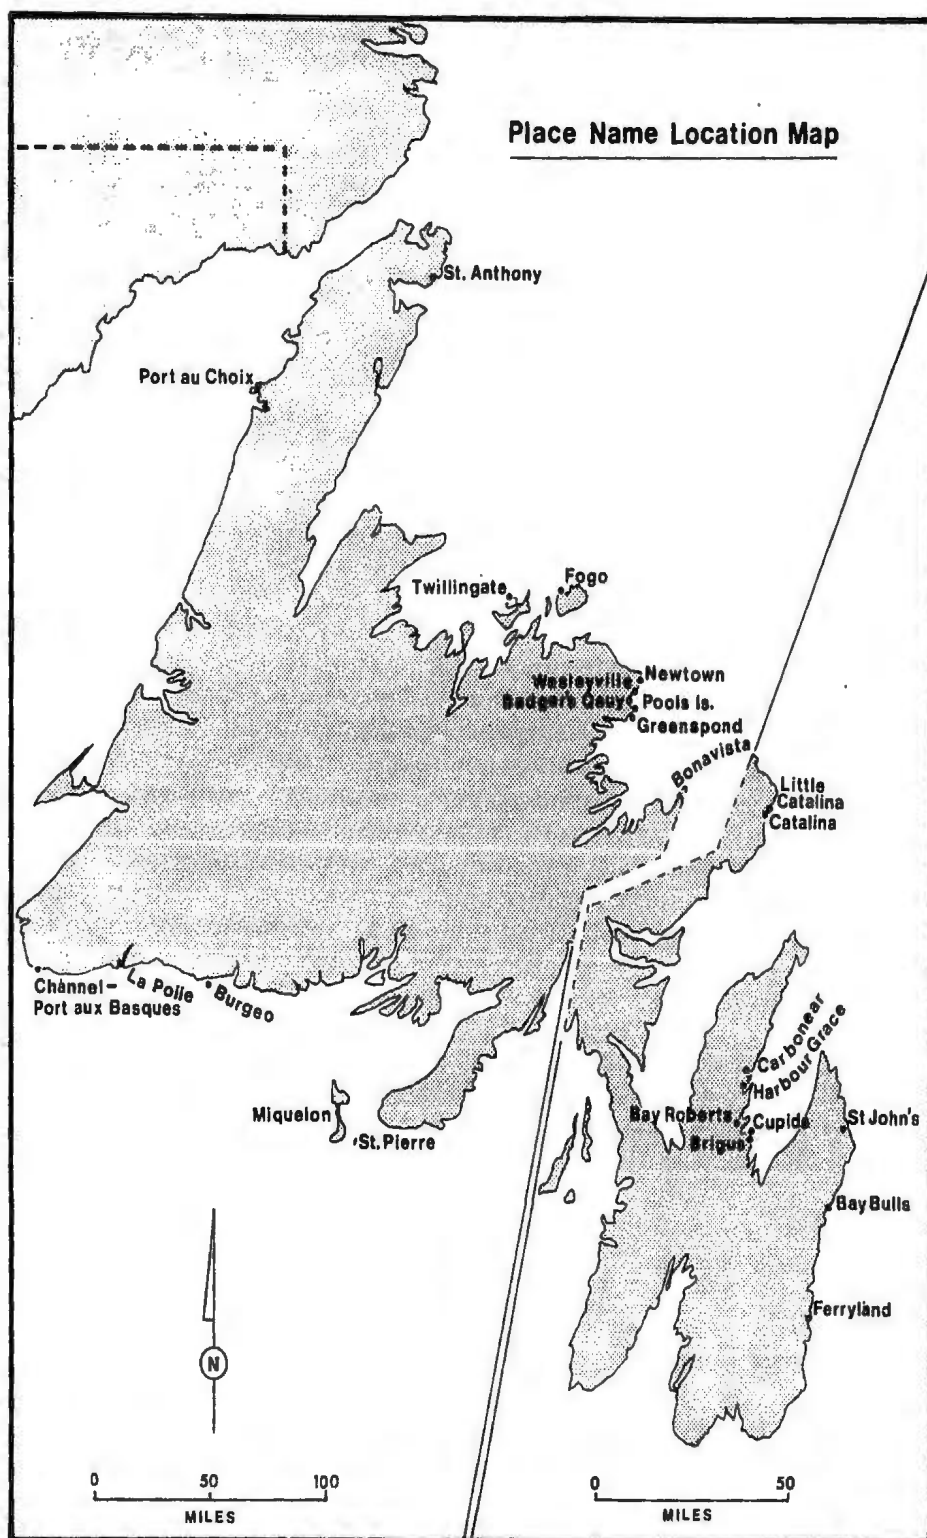 Place Name Location Map
St. Anthony
Port au Choix
Fogo
Twillingate
Newtown
Wesleyville
Badger's Quay
Pools Is.
Greenspond
Bonavista
Little
Catalina
Catalina
Channel–
Port aux Basques
La Poile
Burgeo
Carbonear
Harbour Grace
Miquelon
St. Pierre
Bay Roberts
Cupids
Brigus
St John's
Bay Bulls
Ferryland
N
0 50 100
MILES
0 50
MILES